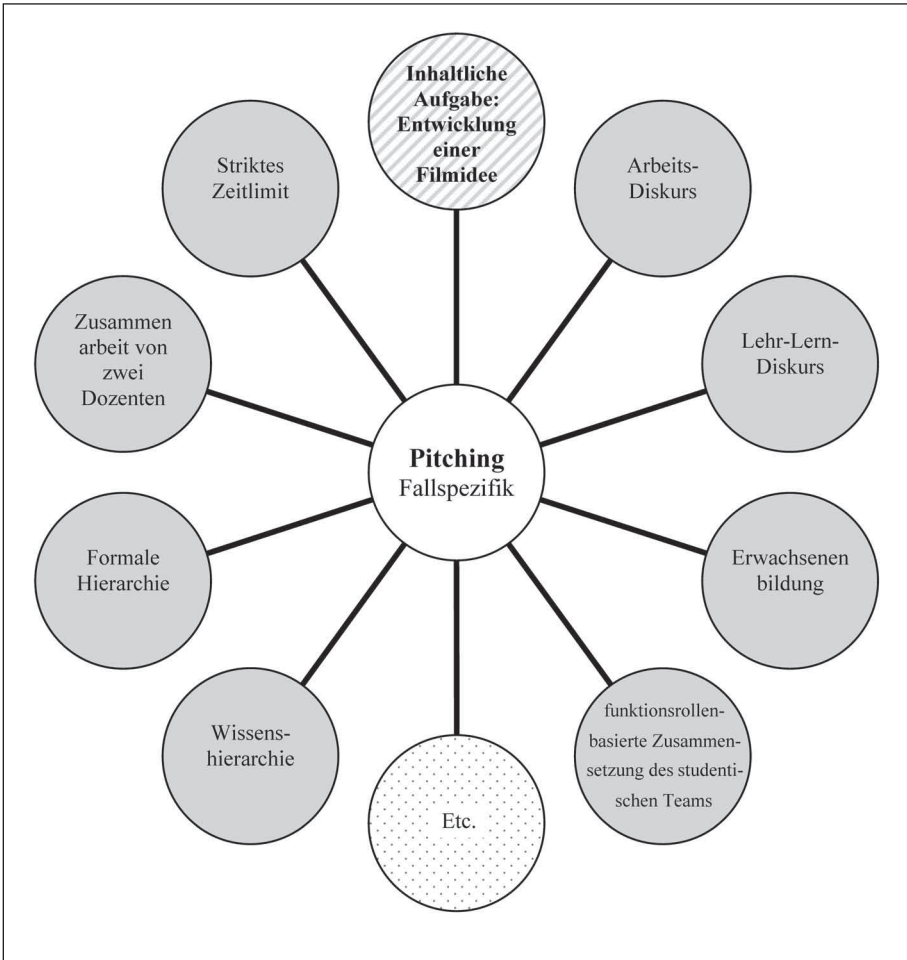 Inhaltliche
Aufgabe:
Entwicklung
einer
Filmidee
Arbeits-
Diskurs
Lehr-Lern-
Diskurs
Erwachsenen
bildung
funktionsrollen-
basierte Zusammen-
setzung des studenti-
schen Teams
Etc.
Wissens-
hierarchie
Formale
Hierarchie
Zusammen
arbeit von
zwei
Dozenten
Striktes
Zeitlimit
Pitching
Fallspezifik